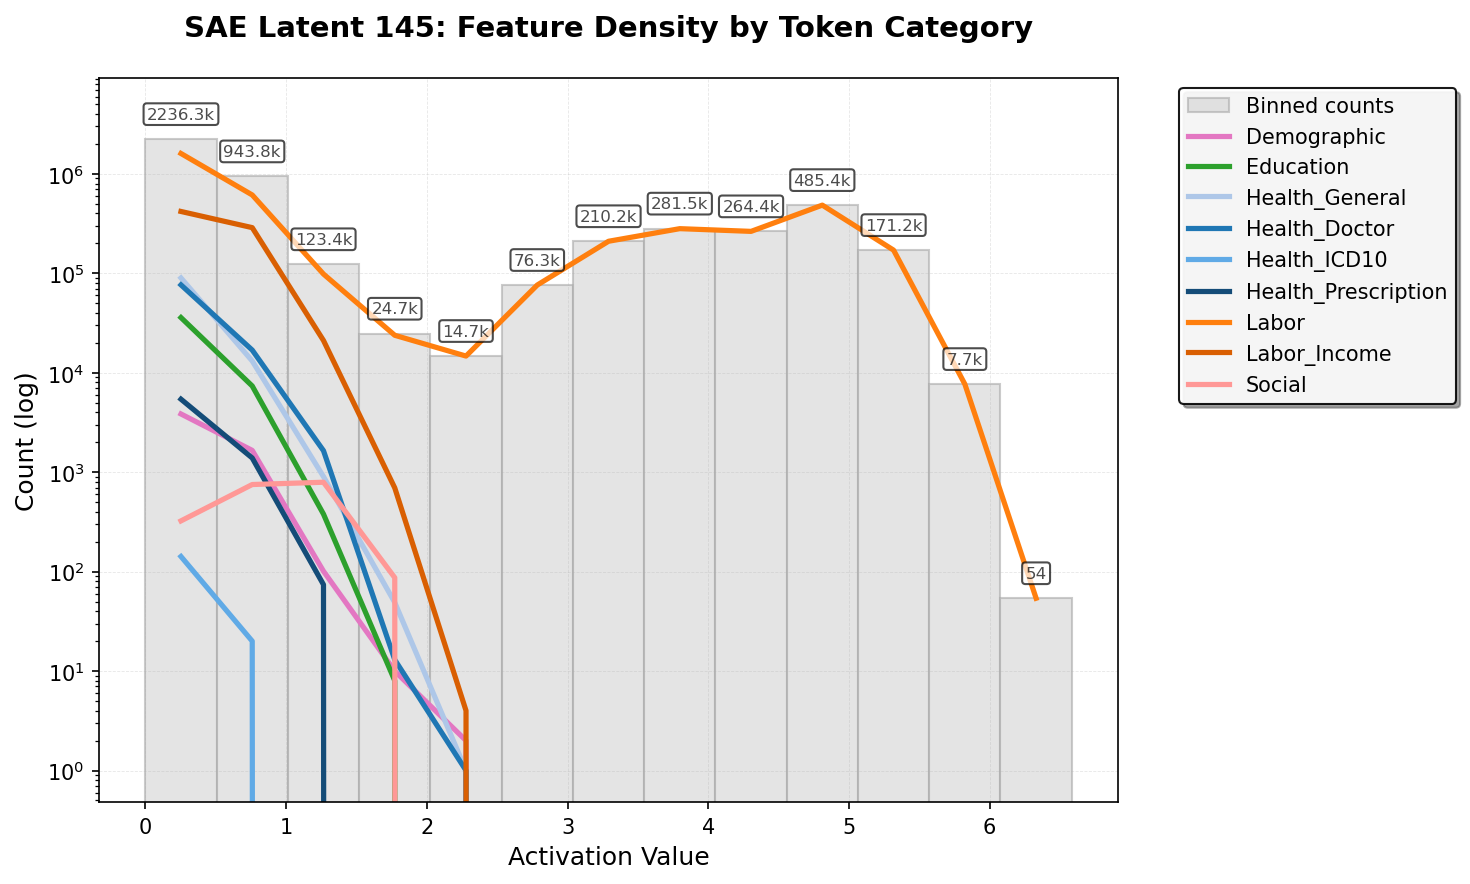 SAE Latent 145: Feature Density by Token Category
2236.3k
943.8k
123.4k
24.7k
14.7k
76.3k
210.2k
281.5k
264.4k
485.4k
171.2k
7.7k
54
10⁶
10⁵
10⁴
10³
10²
10¹
10⁰
Count (log)
0 1 2 3 4 5 6
Activation Value
Binned counts
Demographic
Education
Health_General
Health_Doctor
Health_ICD10
Health_Prescription
Labor
Labor_Income
Social